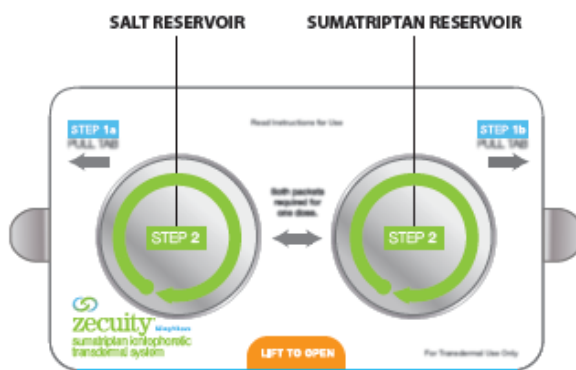 SALT RESERVOIR
SUMATRIPTAN RESERVOIR
STEP 1a
PULL TAB
Read Instructions for Use
STEP 1b
PULL TAB
Both packets
required for
one dose.
STEP 2
STEP 2
zecuity
sumatriptan iontophoretic
transdermal system
LIFT TO OPEN
For Transdermal Use Only